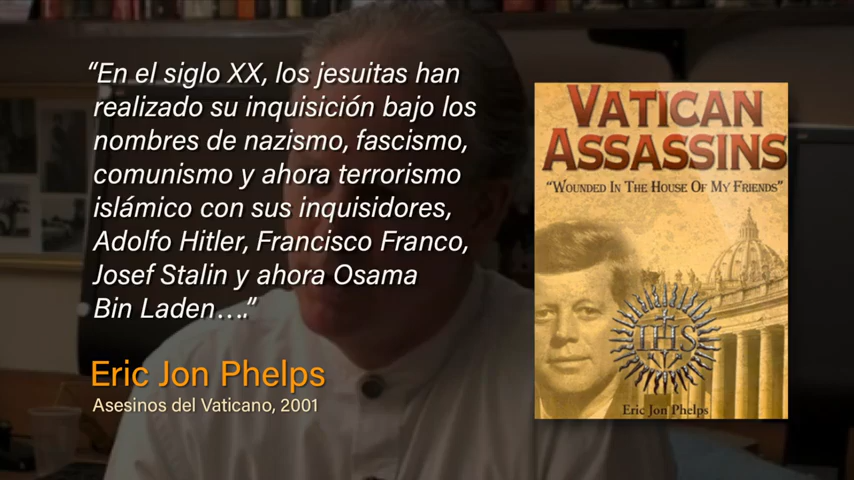 “En el siglo XX, los jesuitas han
realizado su inquisición bajo los
nombres de nazismo, fascismo,
comunismo y ahora terrorismo
islámico con sus inquisidores,
Adolfo Hitler, Francisco Franco,
Josef Stalin y ahora Osama
Bin Laden….”
Eric Jon Phelps
Asesinos del Vaticano, 2001
VATICAN
ASSASSINS
“WOUNDED IN THE HOUSE OF MY FRIENDS”
IHS
Eric Jon Phelps